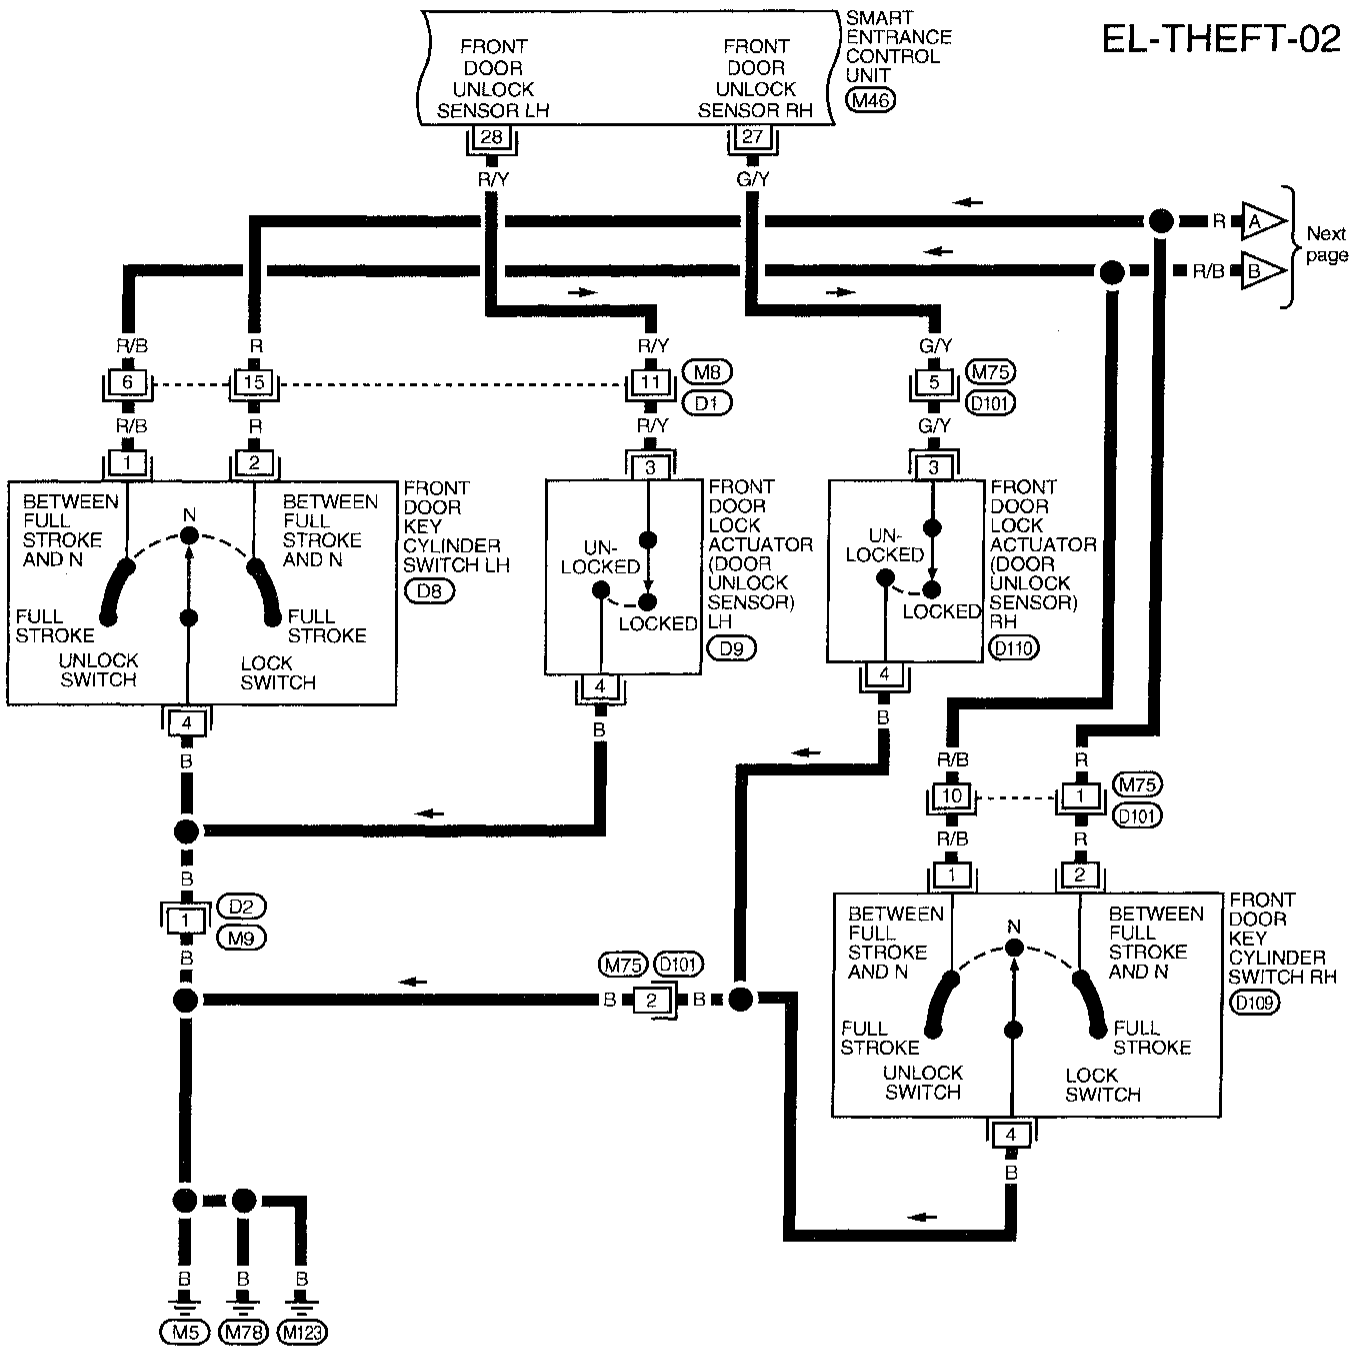 EL-THEFT-02
SMART
ENTRANCE
CONTROL
UNIT
M46
FRONT
DOOR
UNLOCK
SENSOR LH
FRONT
DOOR
UNLOCK
SENSOR RH
28
27
R/Y
G/Y
R
A
R/B
B
Next
page
R/B
R
R/Y
G/Y
6
15
11
M8
D1
5
M75
D101
R/B
R
R/Y
G/Y
1
2
3
3
BETWEEN
FULL
STROKE
AND N
N
BETWEEN
FULL
STROKE
AND N
FULL
STROKE
FULL
STROKE
UNLOCK
SWITCH
LOCK
SWITCH
FRONT
DOOR
KEY
CYLINDER
SWITCH LH
D8
UN-
LOCKED
LOCKED
FRONT
DOOR
LOCK
ACTUATOR
(DOOR
UNLOCK
SENSOR)
LH
D9
UN-
LOCKED
LOCKED
FRONT
DOOR
LOCK
ACTUATOR
(DOOR
UNLOCK
SENSOR)
RH
D110
4
4
4
B
B
B
R/B
R
10
1
M75
D101
R/B
R
1
2
B
1
D2
M9
B
M75
D101
B
2
B
BETWEEN
FULL
STROKE
AND N
N
BETWEEN
FULL
STROKE
AND N
FULL
STROKE
FULL
STROKE
UNLOCK
SWITCH
LOCK
SWITCH
FRONT
DOOR
KEY
CYLINDER
SWITCH RH
D109
4
B
B
B
B
M5
M78
M123